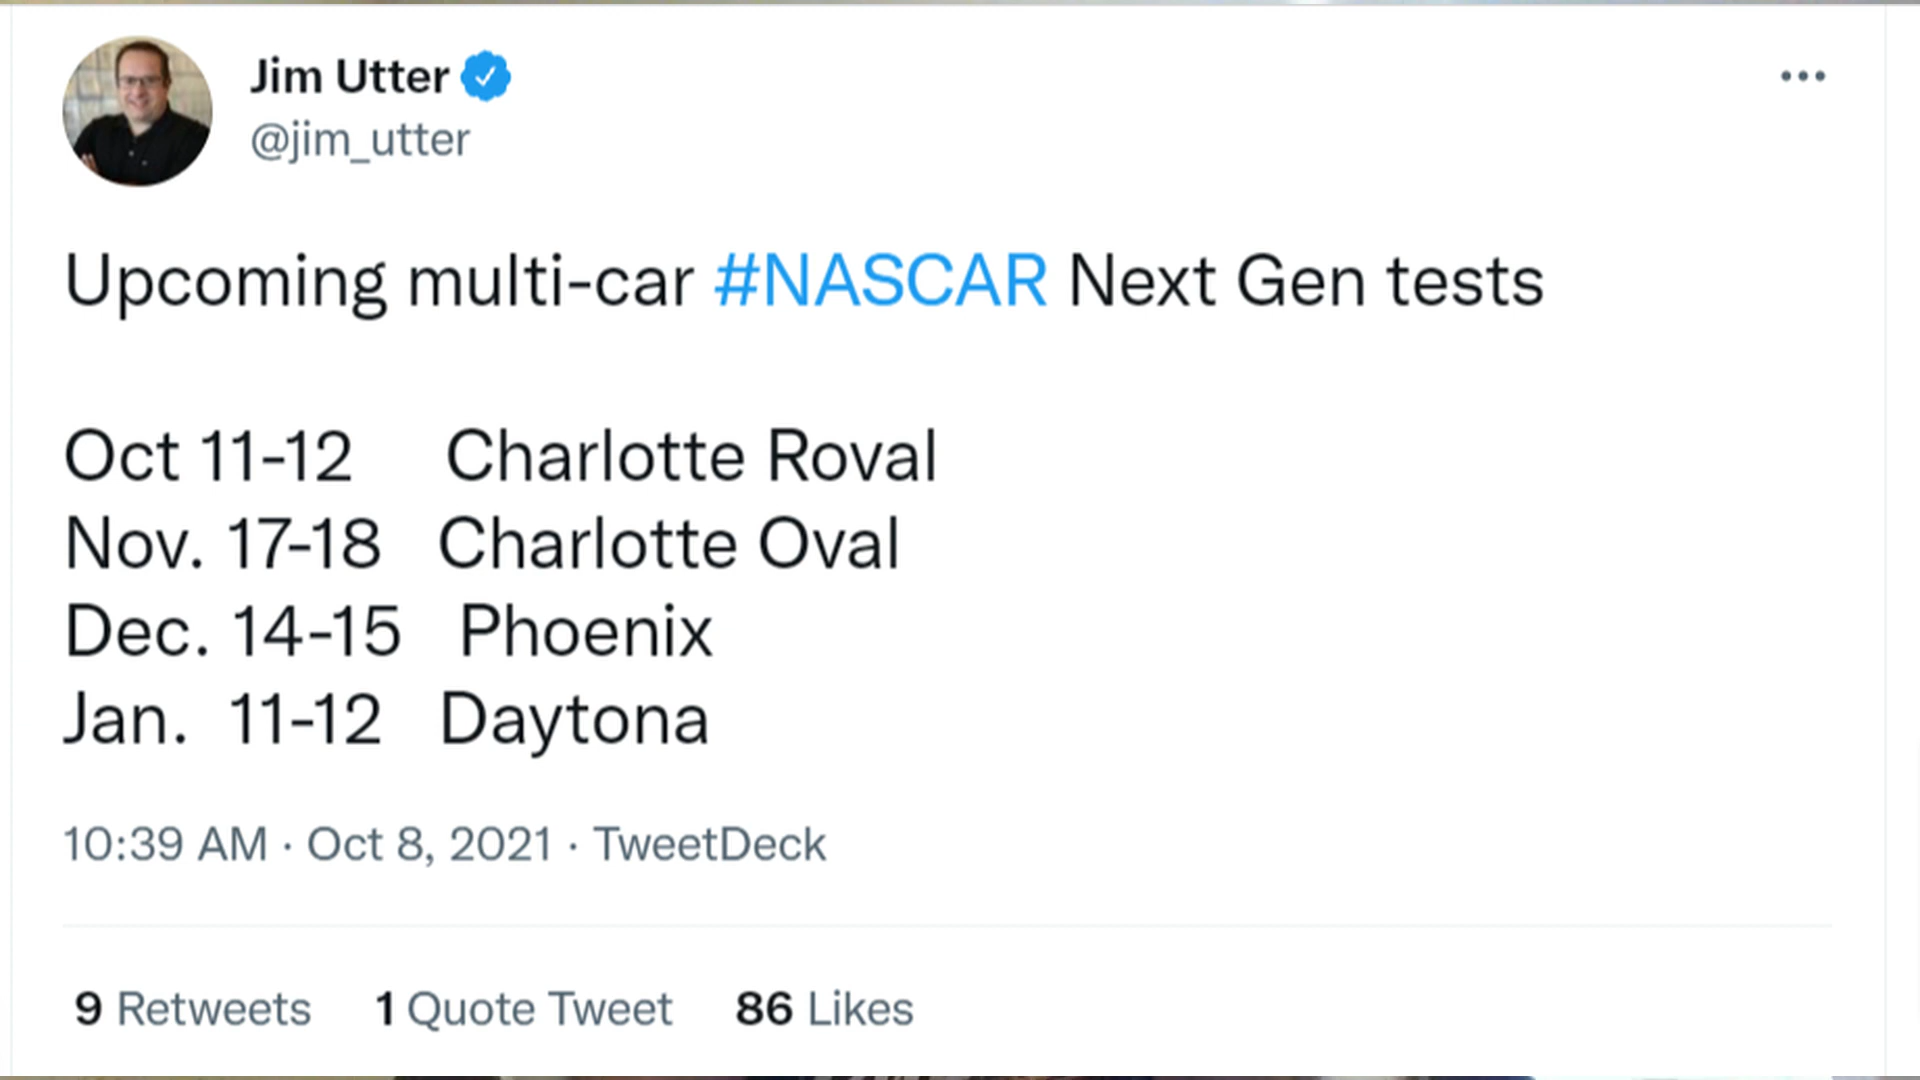 Jim Utter
@jim_utter
Upcoming multi-car #NASCAR Next Gen tests
Oct 11-12 Charlotte Roval
Nov. 17-18 Charlotte Oval
Dec. 14-15 Phoenix
Jan. 11-12 Daytona
10:39 AM · Oct 8, 2021 · TweetDeck
9 Retweets 1 Quote Tweet 86 Likes